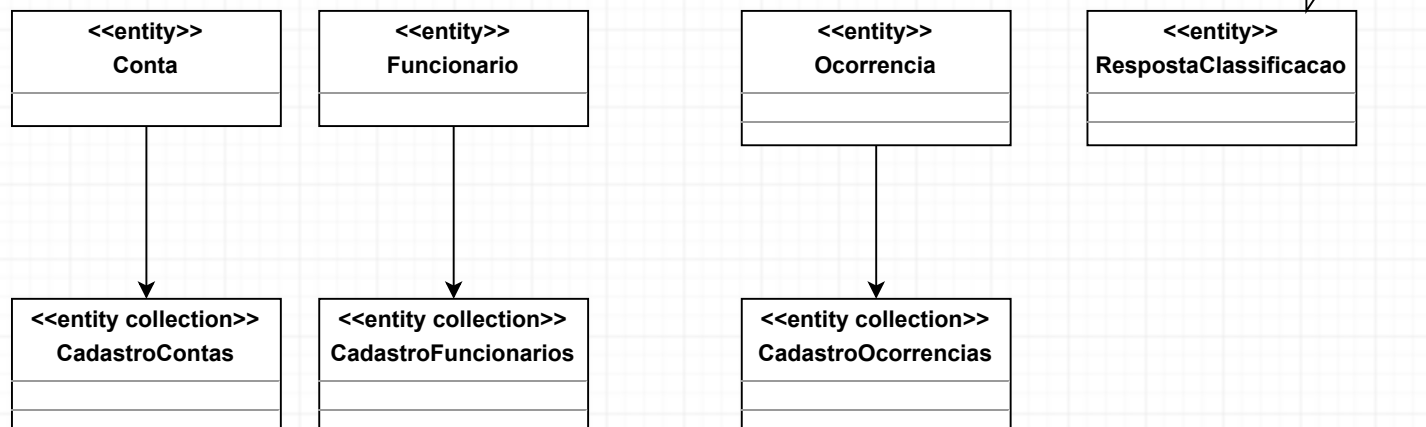 <<entity>>
Conta
<<entity>>
Funcionario
<<entity>>
Ocorrencia
<<entity>>
RespostaClassificacao
<<entity collection>>
CadastroContas
<<entity collection>>
CadastroFuncionarios
<<entity collection>>
CadastroOcorrencias